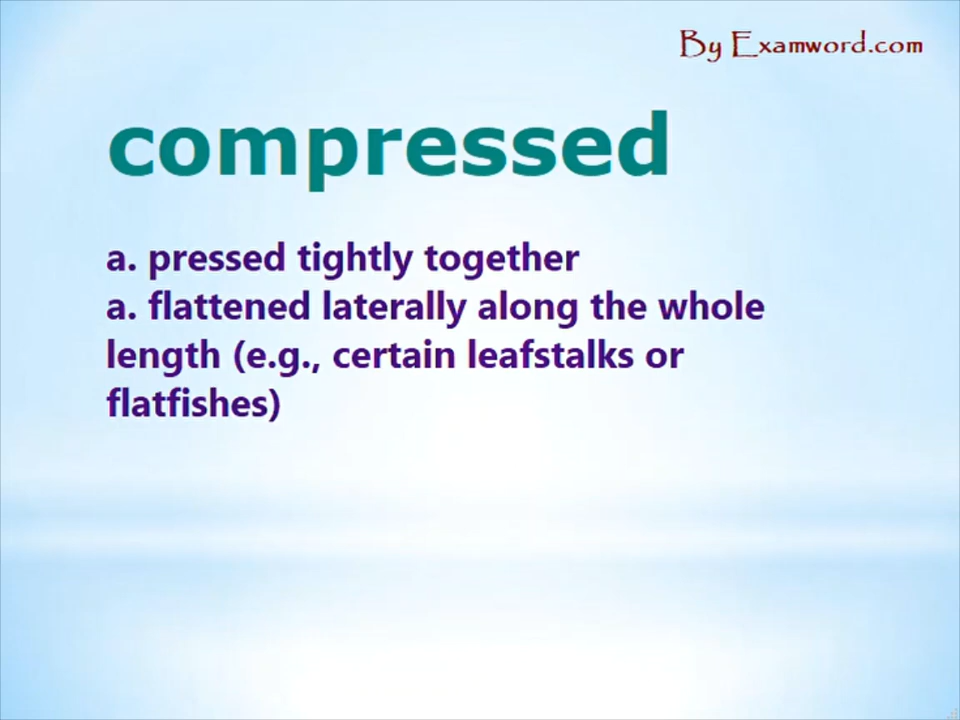 By Examword.com
compressed
a. pressed tightly together
a. flattened laterally along the whole
length (e.g., certain leafstalks or
flatfishes)